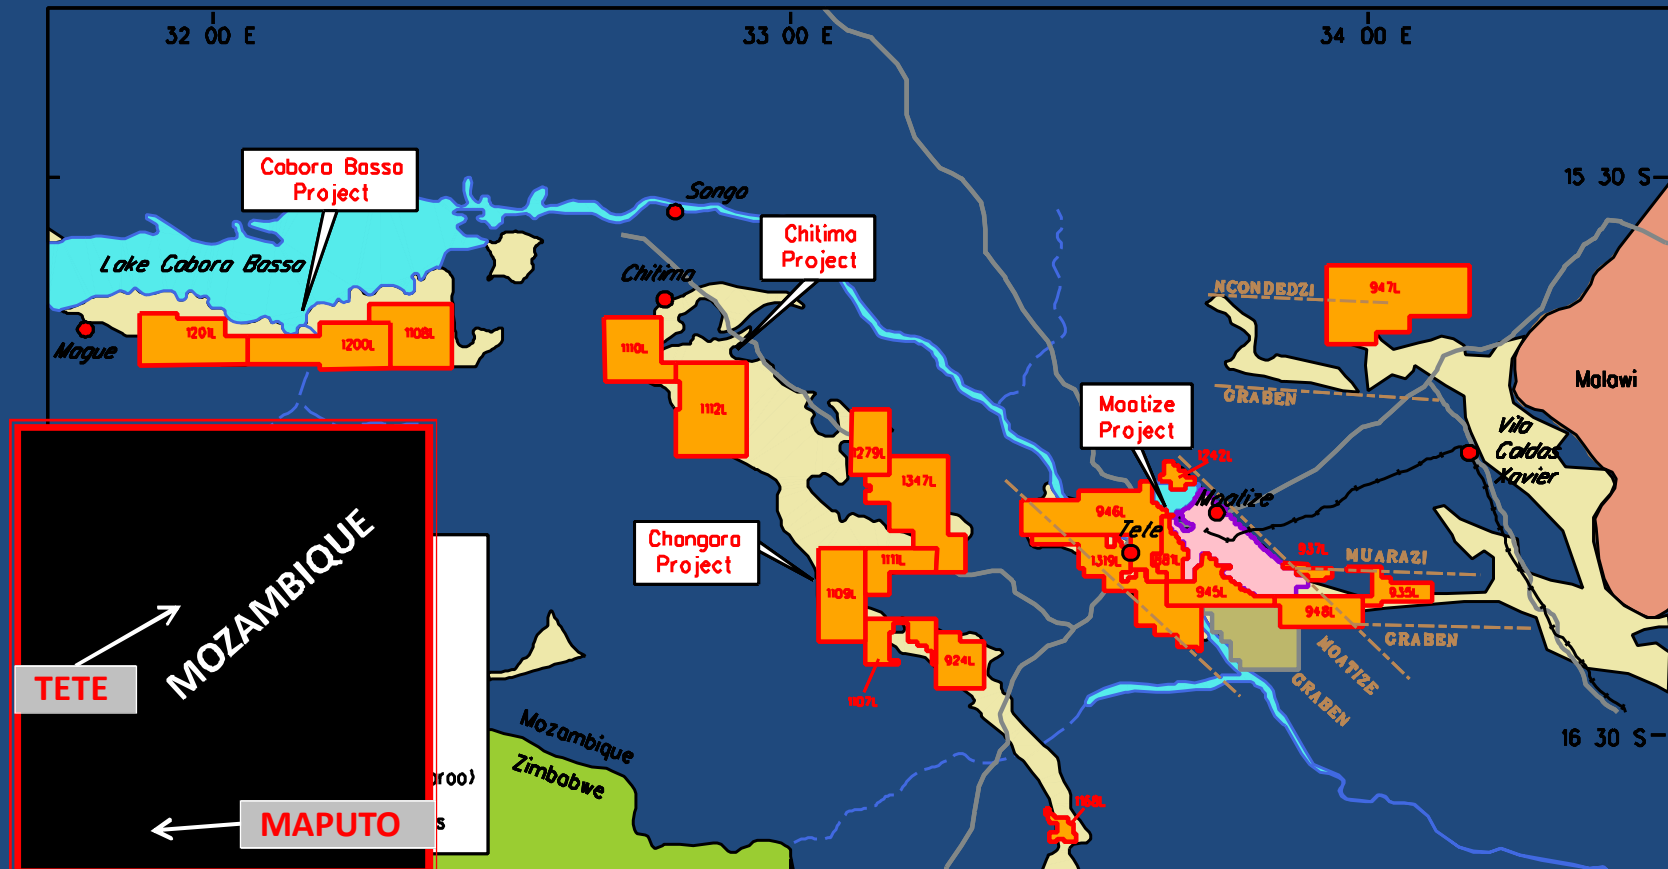 32 00 E
33 00 E
34 00 E
15 30 S
Cabora Bassa
Project
Songo
Chitima
Project
Lake Cabora Bassa
Chitima
NCONDEDZI
947L
1201L
1200L
1108L
1110L
Mague
Malawi
GRABEN
Moatize
Project
1112L
Vila
Caldas
Xavier
1279L
1242L
1347L
Moatize
946L
Tete
Changara
Project
937L
MUARAZI
1111L
1319L
945L
935L
1109L
948L
GRABEN
MOZAMBIQUE
924L
MOATIZE
TETE
1107L
GRABEN
Mozambique
Zimbabwe
16 30 S
roo)
1168L
MAPUTO
s